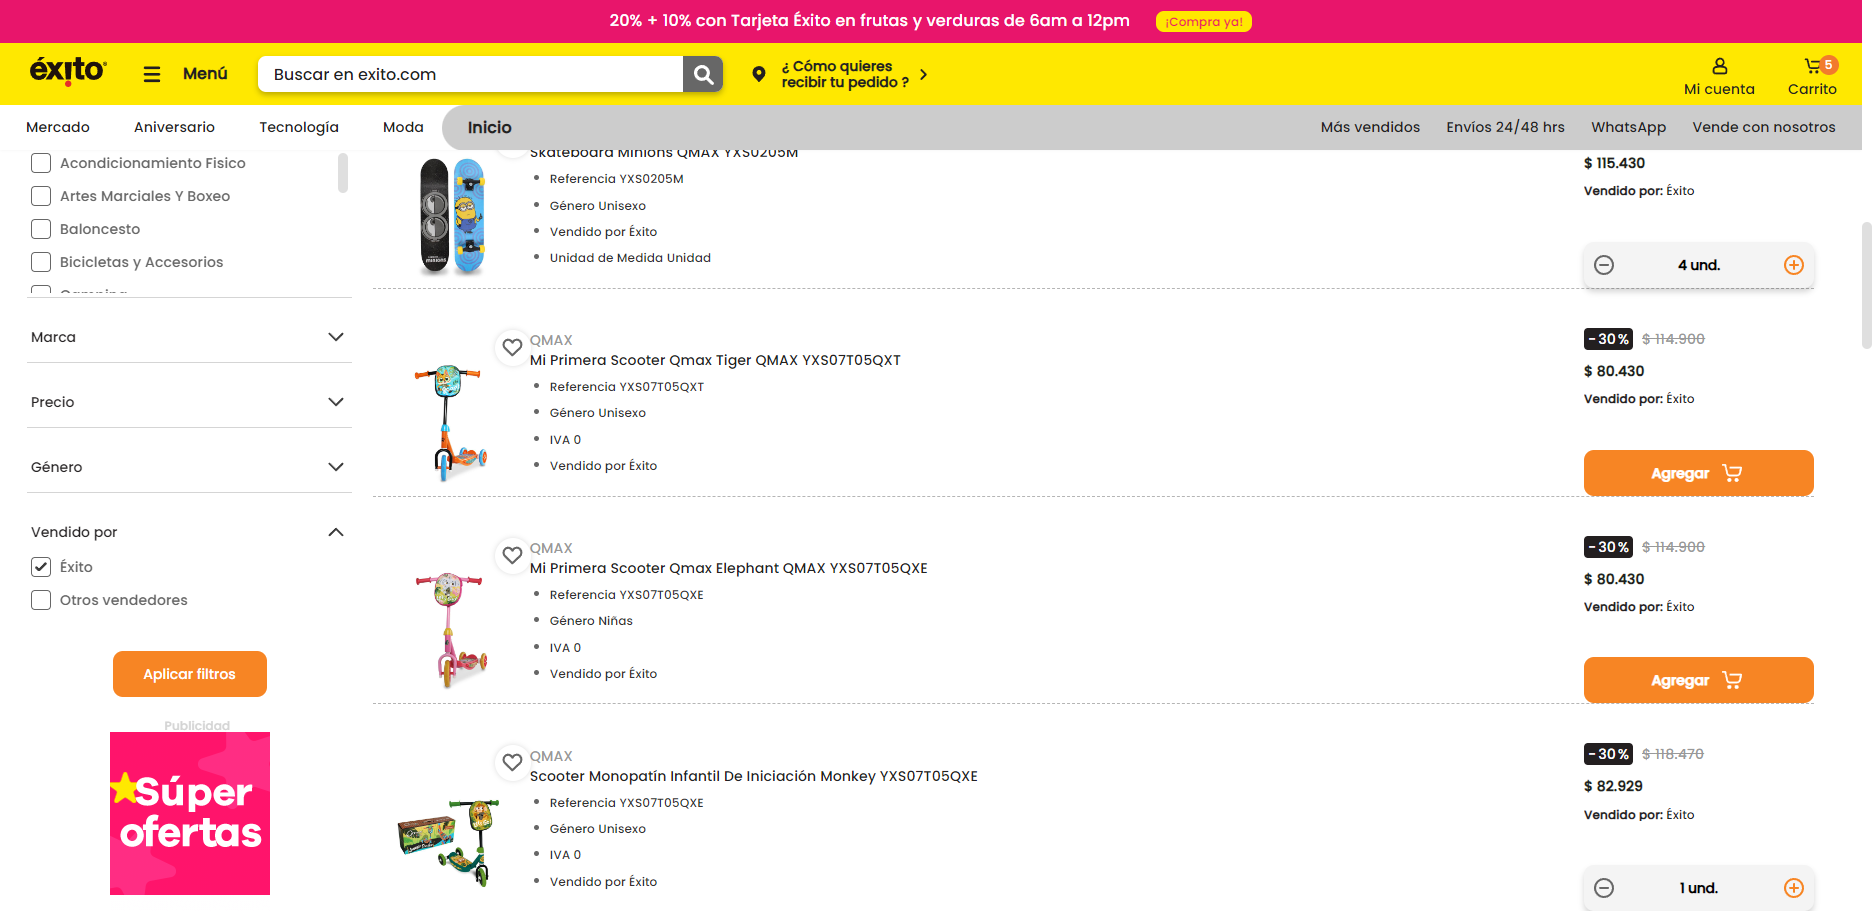 20% + 10% con Tarjeta Éxito en frutas y verduras de 6am a 12pm
¡Compra ya!
éxito
Menú
Buscar en exito.com
¿ Cómo quieres
recibir tu pedido ?
Mi cuenta
5
Carrito
Mercado
Aniversario
Tecnología
Moda
Inicio
Más vendidos
Envíos 24/48 hrs
WhatsApp
Vende con nosotros
Acondicionamiento Fisico
Artes Marciales Y Boxeo
Baloncesto
Bicicletas y Accesorios
Camping
Marca
Precio
Género
Vendido por
Éxito
Otros vendedores
Aplicar filtros
Publicidad
Súper
ofertas
Skateboard Minions QMAX YXS0205M
Referencia YXS0205M
Género Unisexo
Vendido por Éxito
Unidad de Medida Unidad
$ 115.430
Vendido por: Éxito
4 und.
QMAX
Mi Primera Scooter Qmax Tiger QMAX YXS07T05QXT
Referencia YXS07T05QXT
Género Unisexo
IVA 0
Vendido por Éxito
-30% $ 114.900
$ 80.430
Vendido por: Éxito
Agregar
QMAX
Mi Primera Scooter Qmax Elephant QMAX YXS07T05QXE
Referencia YXS07T05QXE
Género Niñas
IVA 0
Vendido por Éxito
-30% $ 114.900
$ 80.430
Vendido por: Éxito
Agregar
QMAX
Scooter Monopatín Infantil De Iniciación Monkey YXS07T05QXE
Referencia YXS07T05QXE
Género Unisexo
IVA 0
Vendido por Éxito
-30% $ 118.470
$ 82.929
Vendido por: Éxito
1 und.